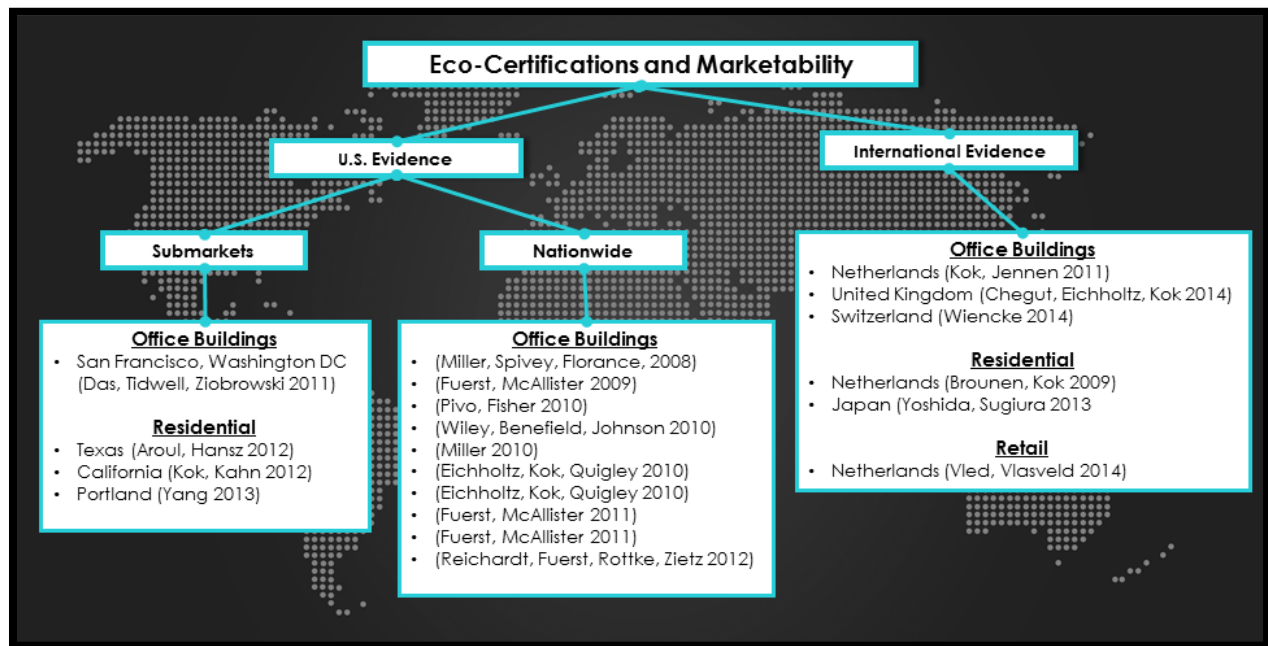 Eco-Certifications and Marketability
U.S. Evidence
International Evidence
Submarkets
Nationwide
Office Buildings
• San Francisco, Washington DC
(Das, Tidwell, Ziobrowski 2011)
Residential
• Texas (Aroul, Hansz 2012)
• California (Kok, Kahn 2012)
• Portland (Yang 2013)
Office Buildings
• (Miller, Spivey, Florance, 2008)
• (Fuerst, McAllister 2009)
• (Pivo, Fisher 2010)
• (Wiley, Benefield, Johnson 2010)
• (Miller 2010)
• (Eichholtz, Kok, Quigley 2010)
• (Eichholtz, Kok, Quigley 2010)
• (Fuerst, McAllister 2011)
• (Fuerst, McAllister 2011)
• (Reichardt, Fuerst, Rottke, Zietz 2012)
Office Buildings
• Netherlands (Kok, Jennen 2011)
• United Kingdom (Chegut, Eichholtz, Kok 2014)
• Switzerland (Wiencke 2014)
Residential
• Netherlands (Brounen, Kok 2009)
• Japan (Yoshida, Sugiura 2013
Retail
• Netherlands (Vled, Vlasveld 2014)